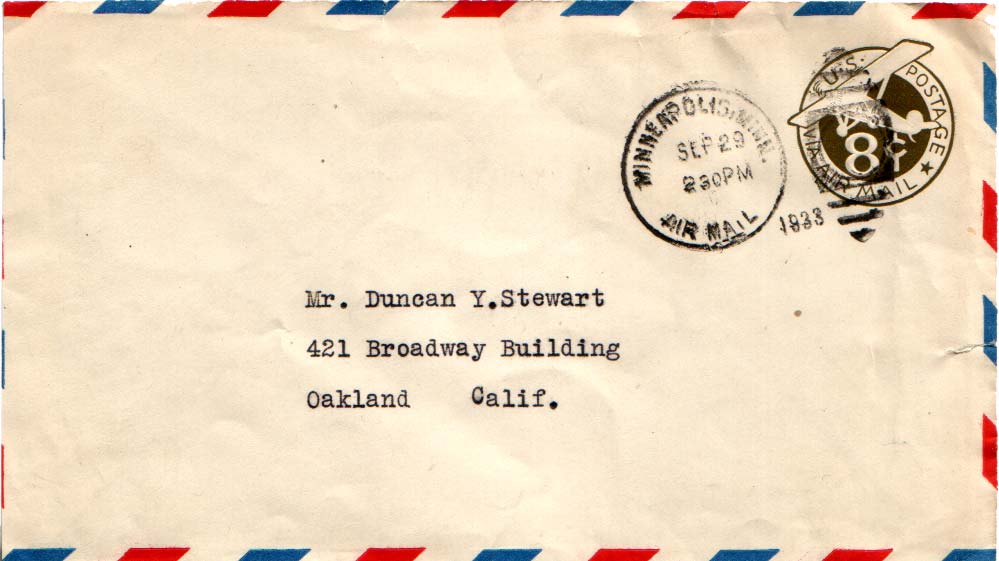 MINNEAPOLIS, MINN.
SEP 29
230PM
AIR MAIL
1933
U.S. POSTAGE
8¢
VIA AIR MAIL
Mr. Duncan Y.Stewart
421 Broadway Building
Oakland Calif.